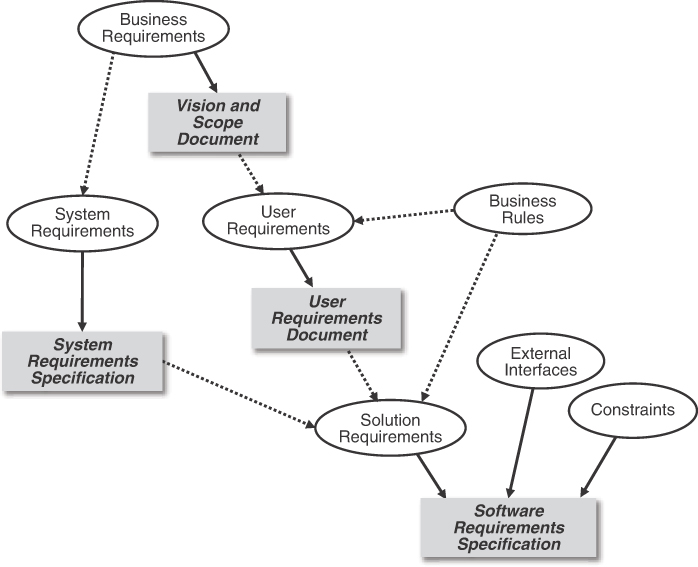 Business
Requirements
Vision and
Scope
Document
System
Requirements
User
Requirements
Business
Rules
User
Requirements
Document
System
Requirements
Specification
External
Interfaces
Constraints
Solution
Requirements
Software
Requirements
Specification